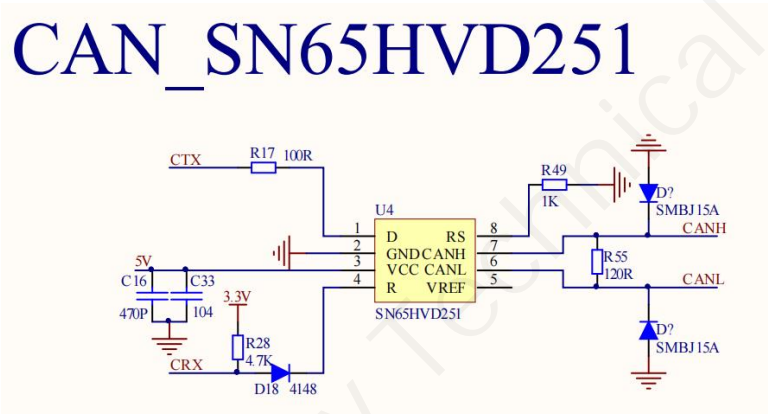 CAN_SN65HVD251
CTX
R17 100R
R49
1K
D?
SMBJ15A
CANH
U4
1 D RS 8
2 GND CANH 7
3 VCC CANL 6
4 R VREF 5
SN65HVD251
R55
120R
CANL
5V
C16
470P
C33
104
3.3V
R28
4.7K
CRX
D18 4148
D?
SMBJ15A
y Technical